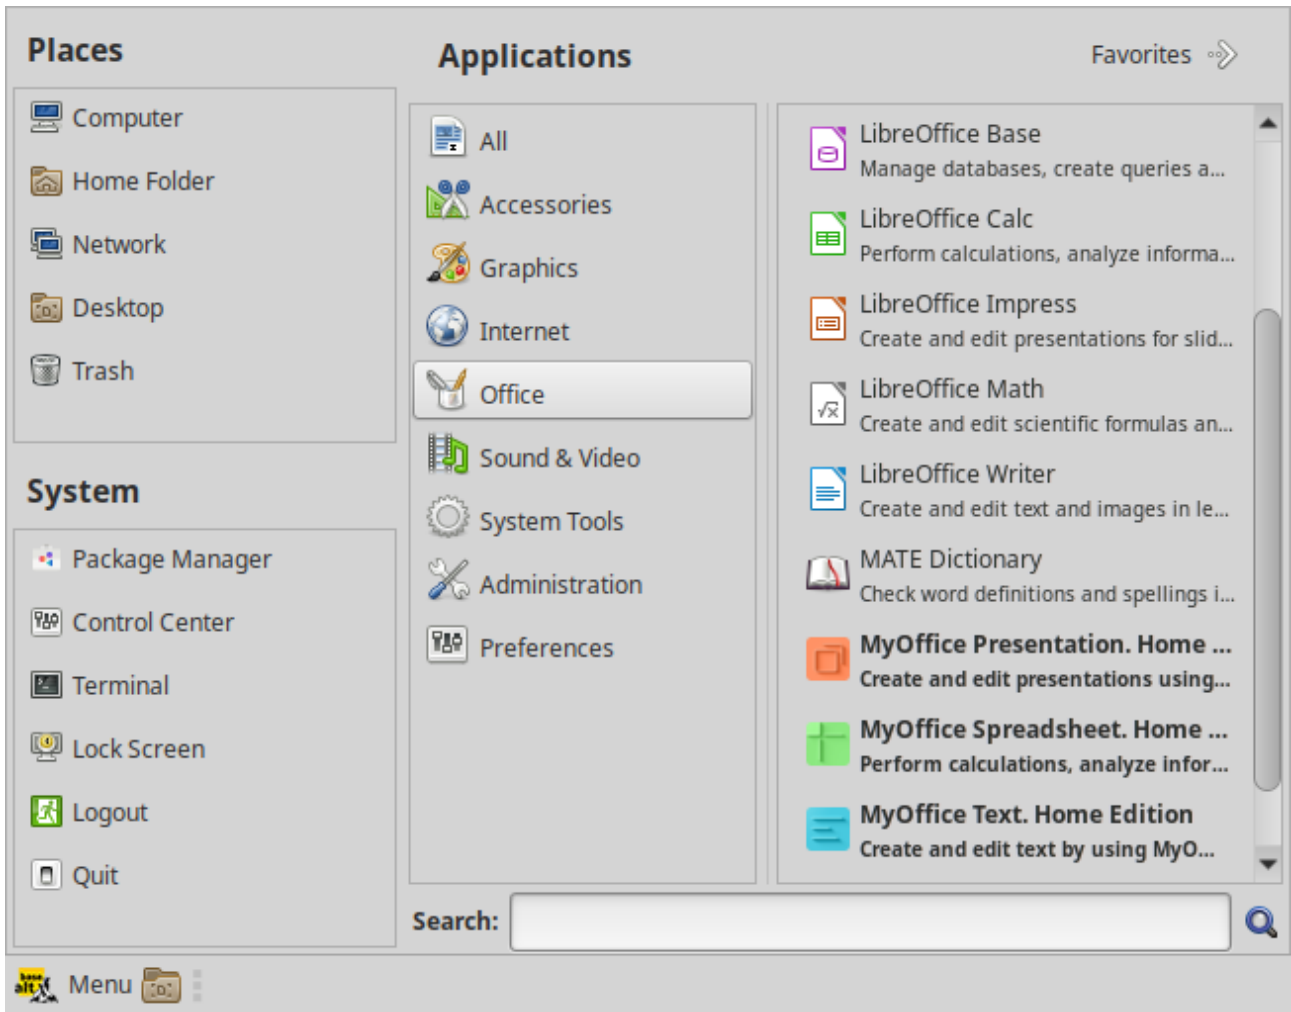 Places
Computer
Home Folder
Network
Desktop
Trash
System
Package Manager
Control Center
Terminal
Lock Screen
Logout
Quit
Applications
Favorites
All
Accessories
Graphics
Internet
Office
Sound & Video
System Tools
Administration
Preferences
LibreOffice Base
Manage databases, create queries a...
LibreOffice Calc
Perform calculations, analyze informa...
LibreOffice Impress
Create and edit presentations for slid...
LibreOffice Math
Create and edit scientific formulas an...
LibreOffice Writer
Create and edit text and images in le...
MATE Dictionary
Check word definitions and spellings i...
MyOffice Presentation. Home ...
Create and edit presentations using...
MyOffice Spreadsheet. Home ...
Perform calculations, analyze infor...
MyOffice Text. Home Edition
Create and edit text by using MyO...
Search:
base
alt
Menu